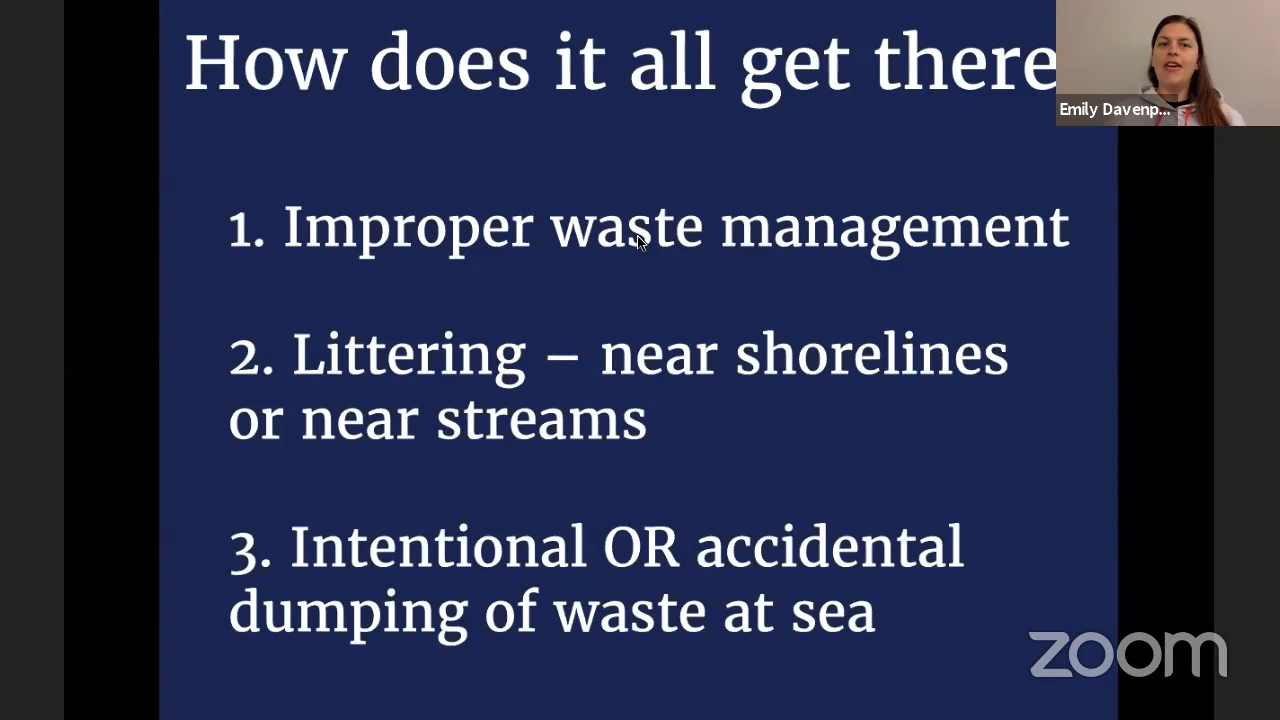 How does it all get there
Emily Davenp...
1. Improper waste management
2. Littering – near shorelines
or near streams
3. Intentional OR accidental
dumping of waste at sea
zoom